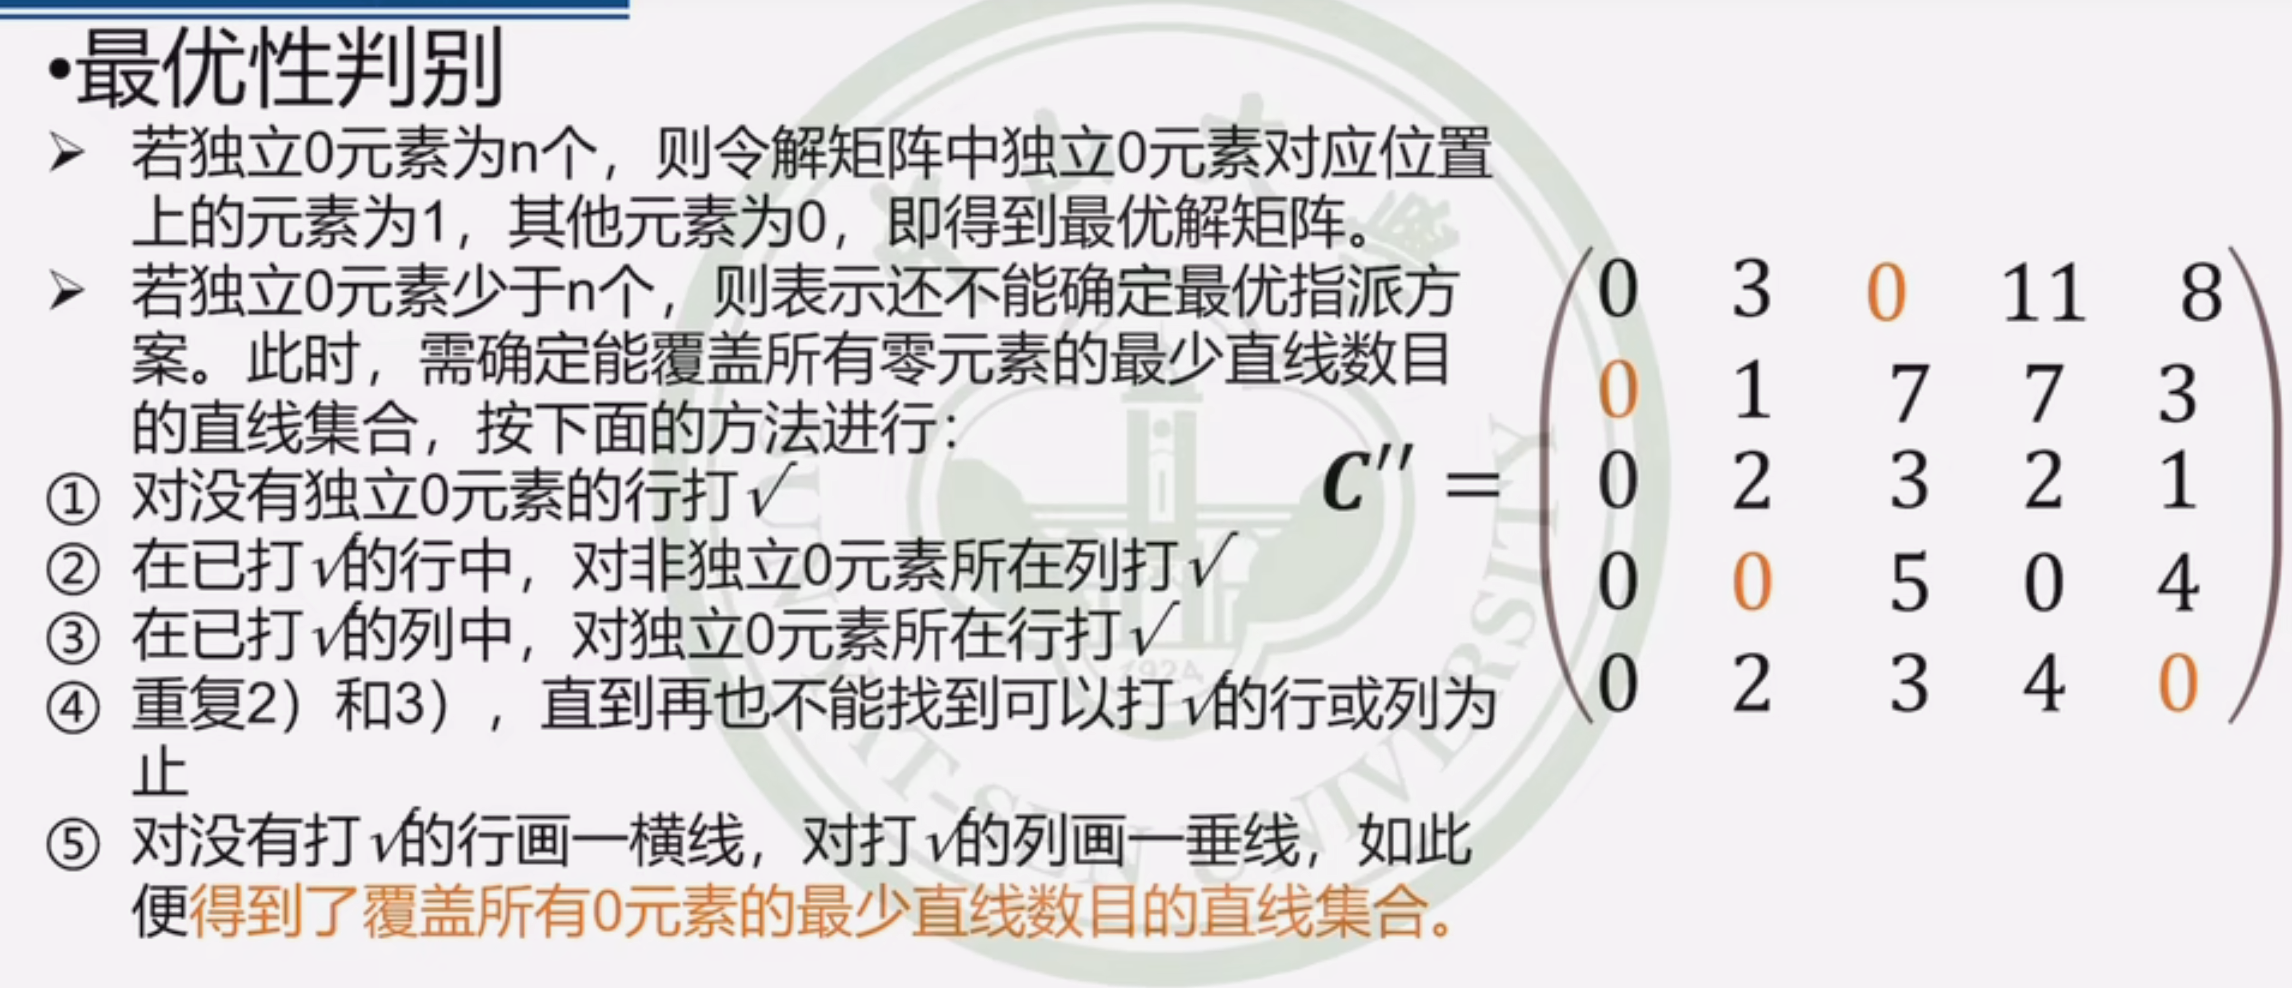 •最优性判别
➢ 若独立0元素为n个，则令解矩阵中独立0元素对应位置
上的元素为1，其他元素为0，即得到最优解矩阵。
➢ 若独立0元素少于n个，则表示还不能确定最优指派方
案。此时，需确定能覆盖所有零元素的最少直线数目
的直线集合，按下面的方法进行：
① 对没有独立0元素的行打√
② 在已打√的行中，对非独立0元素所在列打√
③ 在已打√的列中，对独立0元素所在行打√
④ 重复2）和3），直到再也不能找到可以打√的行或列为
止
⑤ 对没有打√的行画一横线，对打√的列画一垂线，如此
便得到了覆盖所有0元素的最少直线数目的直线集合。
C″ =
0 3 0 11 8
0 1 7 7 3
0 2 3 2 1
0 0 5 0 4
0 2 3 4 0
1924
AT-SEN UNIVERSITY